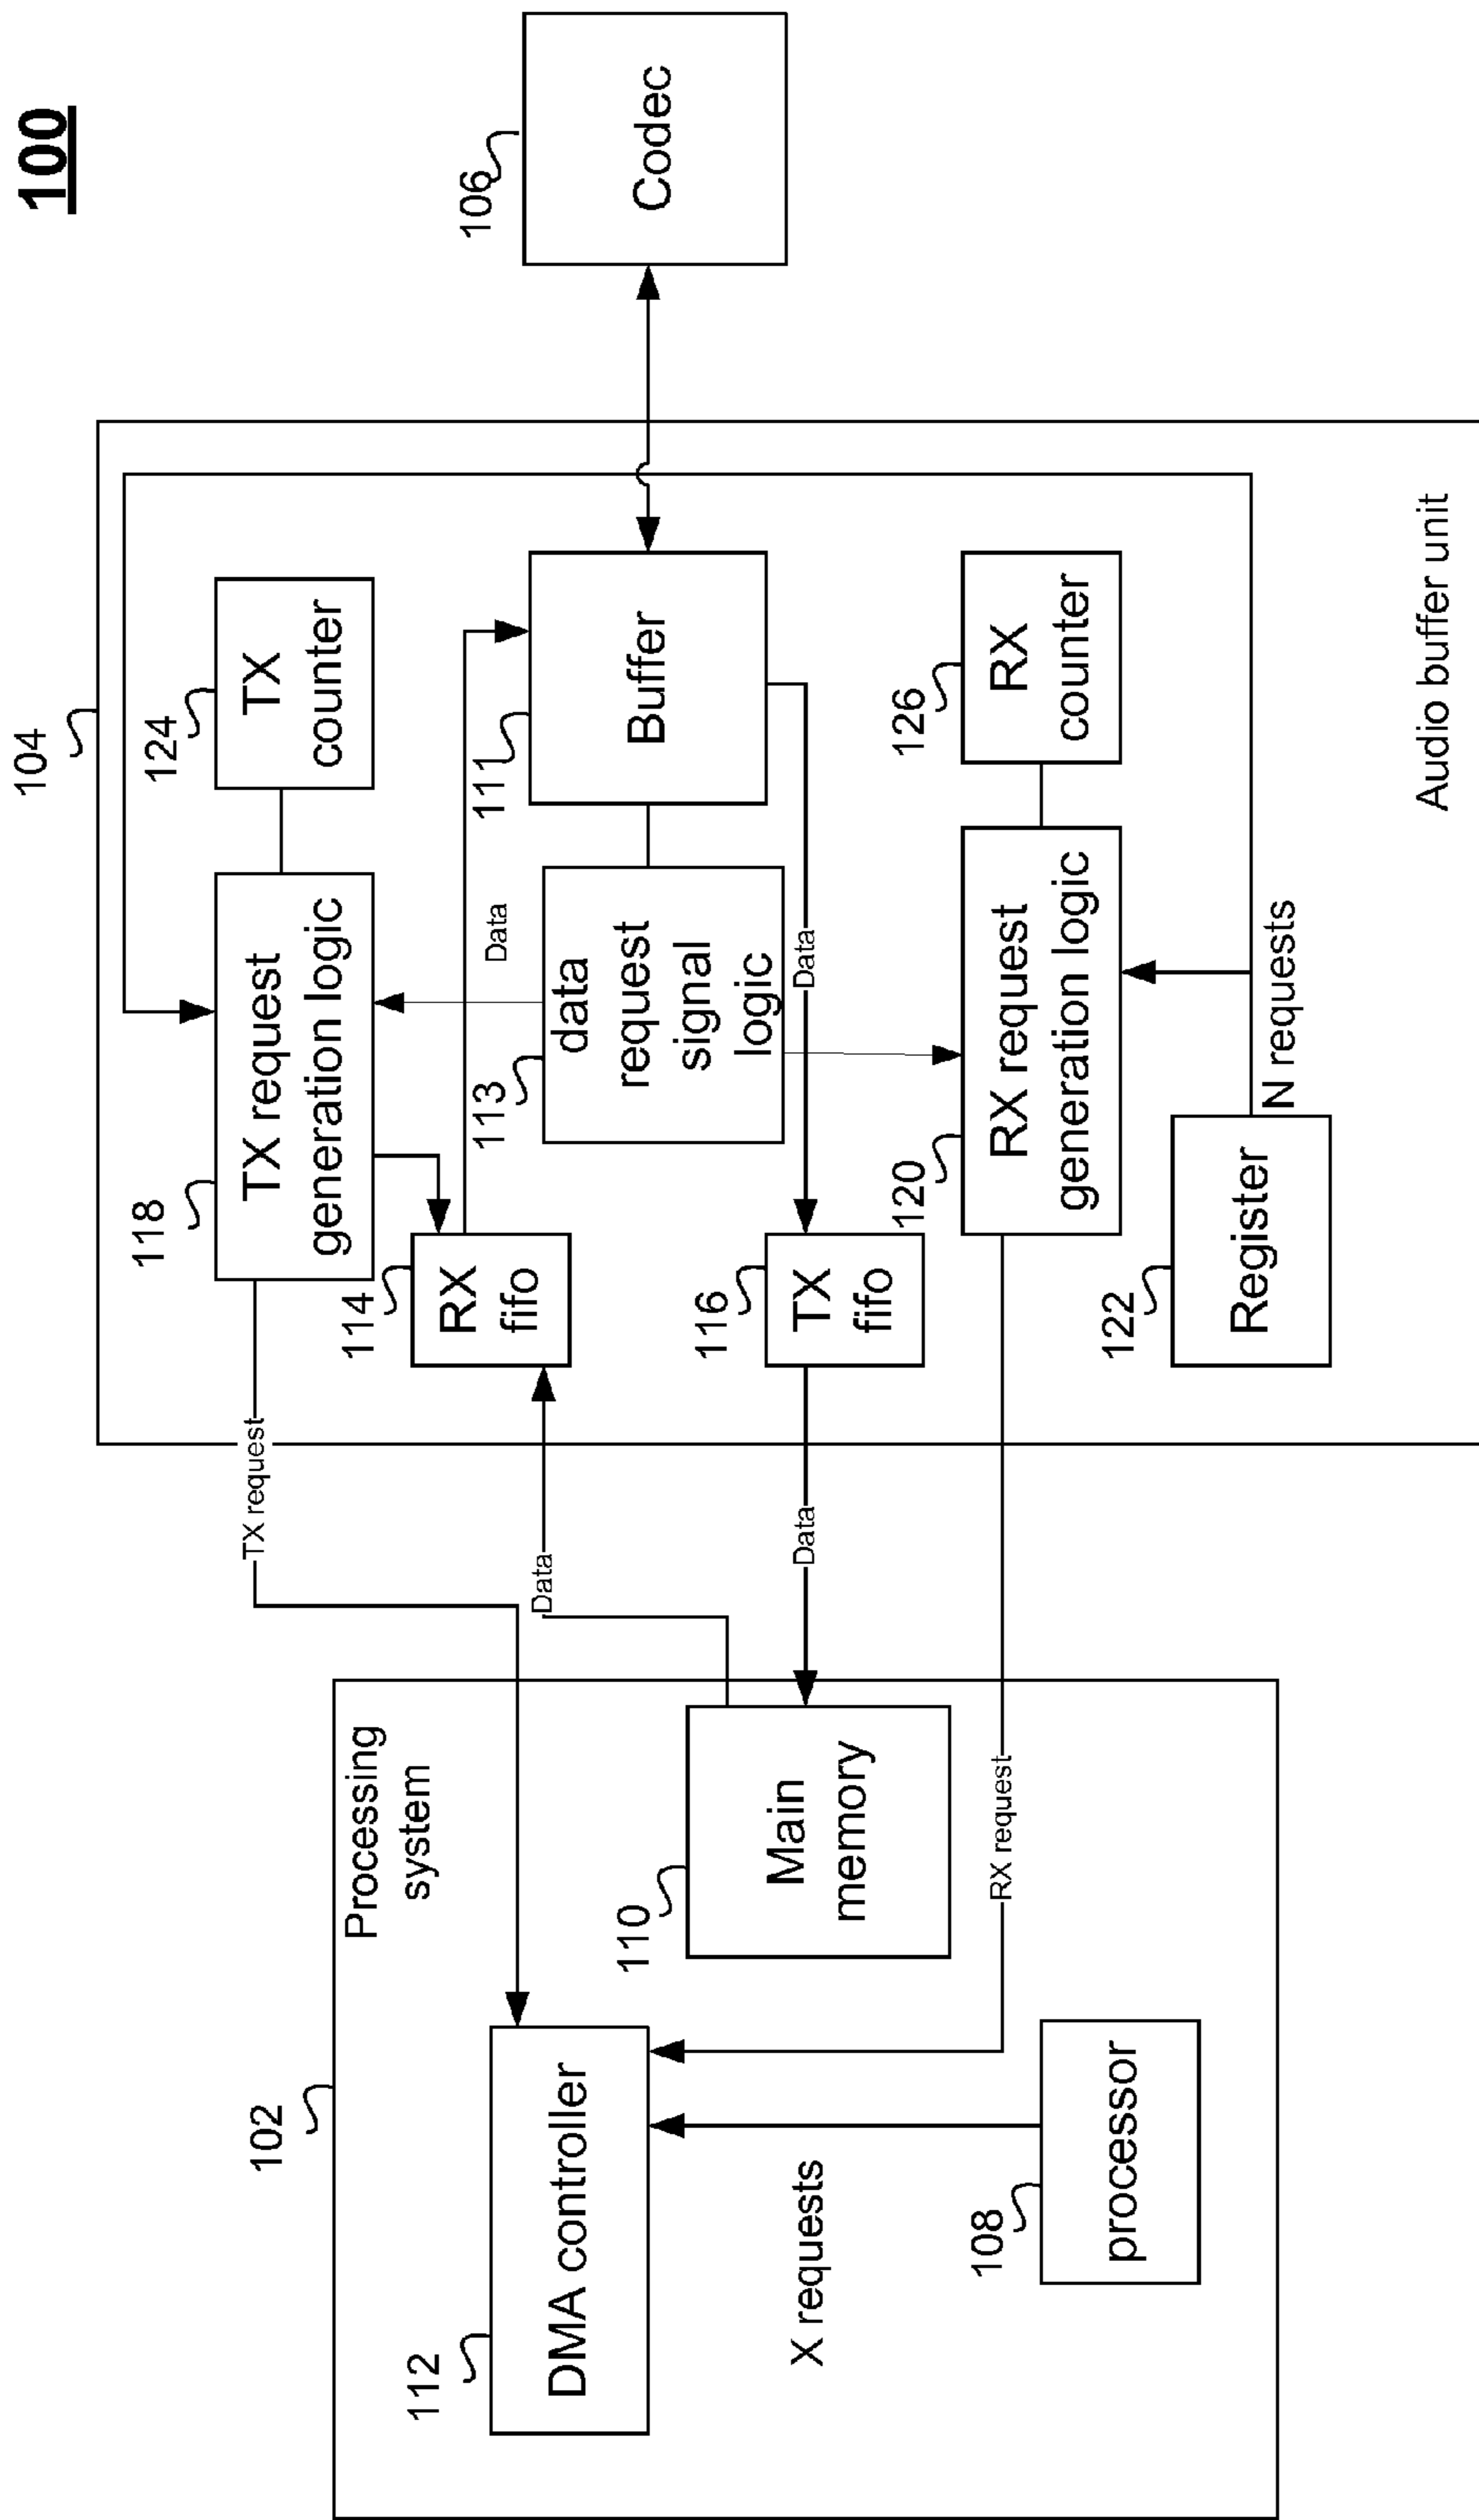 100
102
Processing
system
112
DMA controller
X requests
108
processor
110
Main
memory
TX request
Data
Data
RX request
104
118
TX request
generation logic
124
TX
counter
114
RX
fifo
Data
111
Buffer
113
data
request
signal
logic
Data
116
TX
fifo
120
RX request
generation logic
126
RX
counter
122
Register
N requests
Audio buffer unit
106
Codec